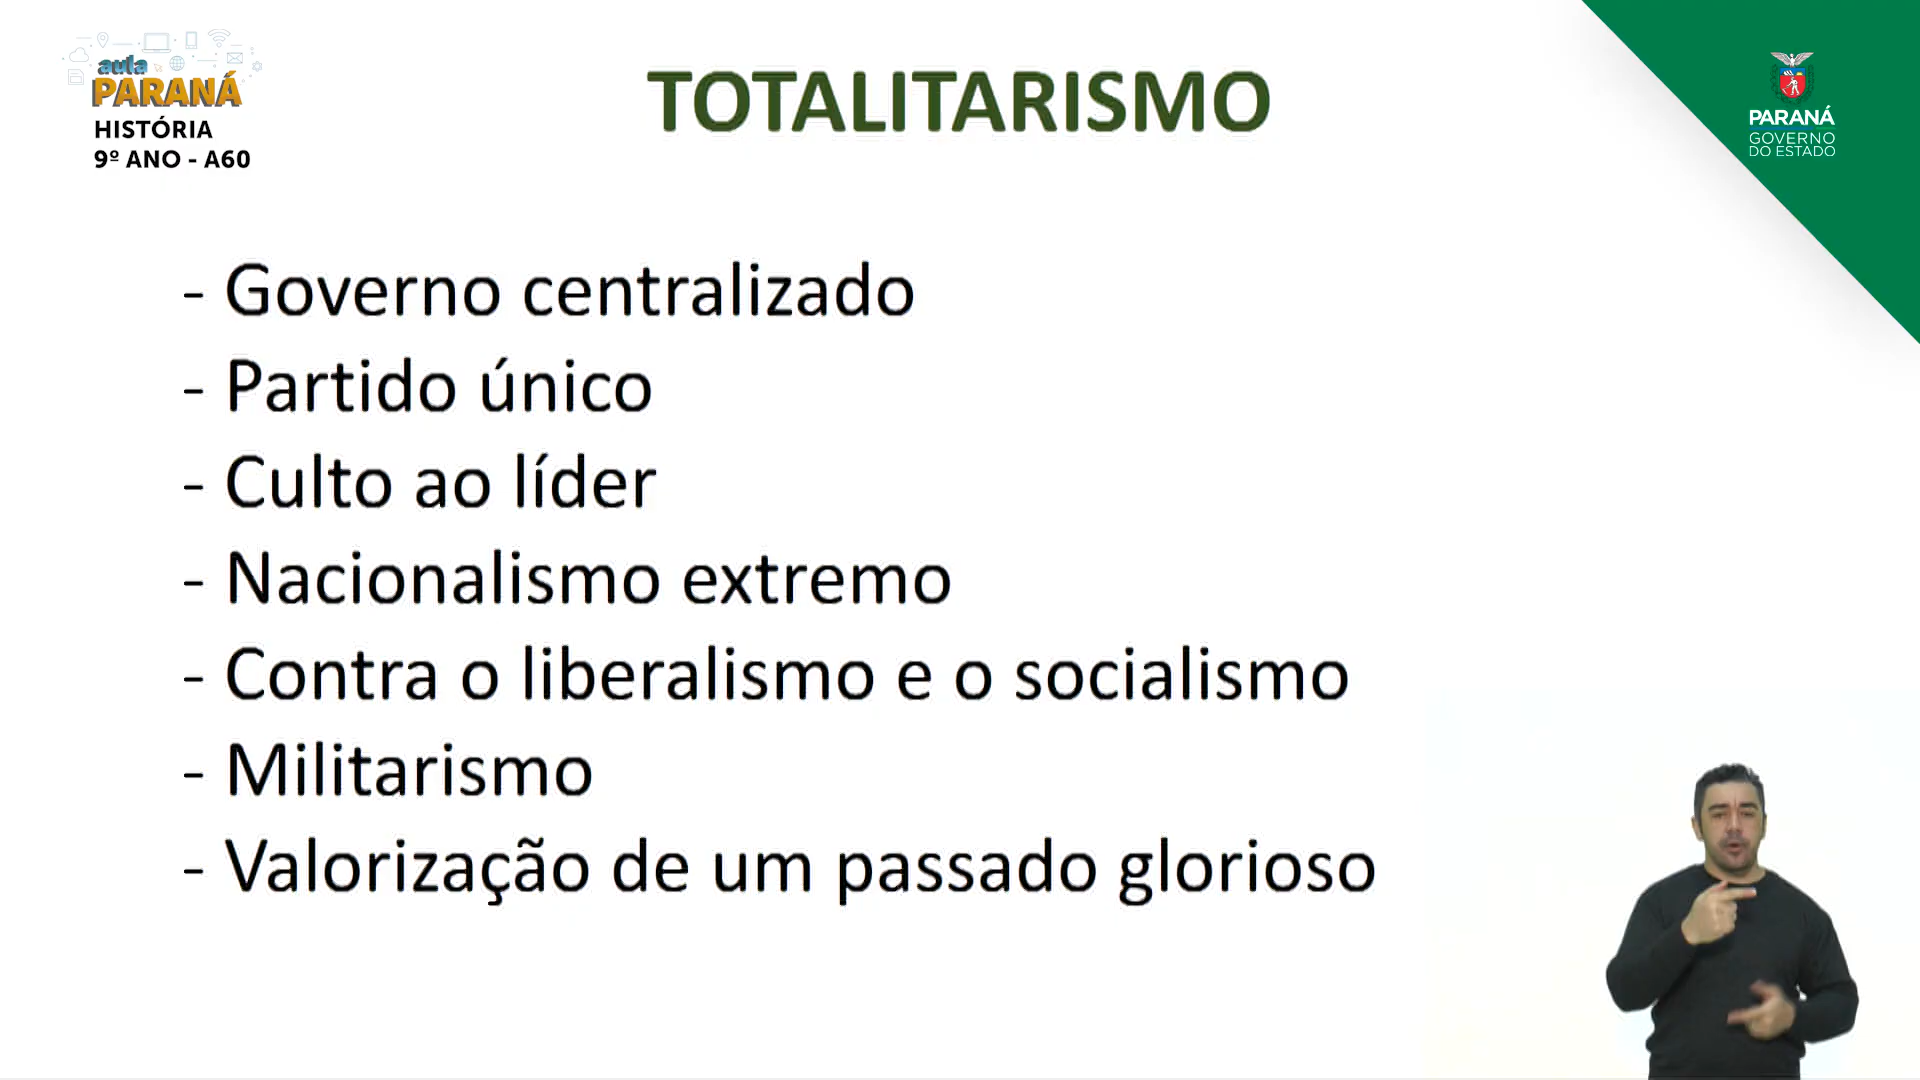 aula
PARANÁ
HISTÓRIA
9º ANO - A60
TOTALITARISMO
PARANÁ
GOVERNO
DO ESTADO
- Governo centralizado
- Partido único
- Culto ao líder
- Nacionalismo extremo
- Contra o liberalismo e o socialismo
- Militarismo
- Valorização de um passado glorioso